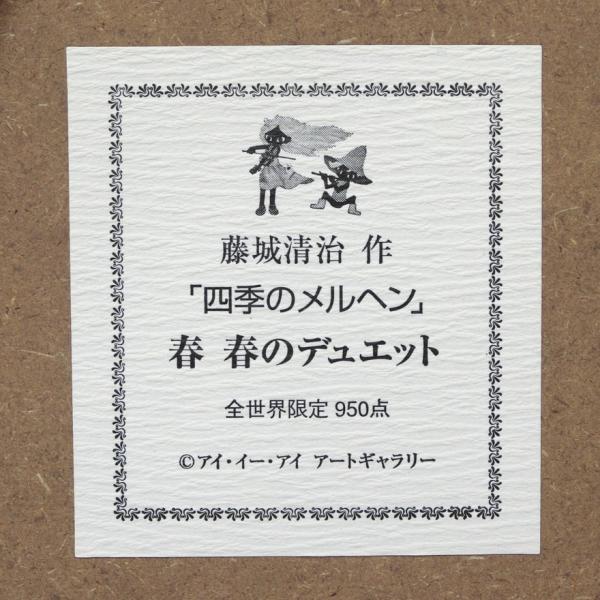 藤城清治 作
「四季のメルヘン」
春 春のデュエット
全世界限定 950点
©アイ・イー・アイ アートギャラリー